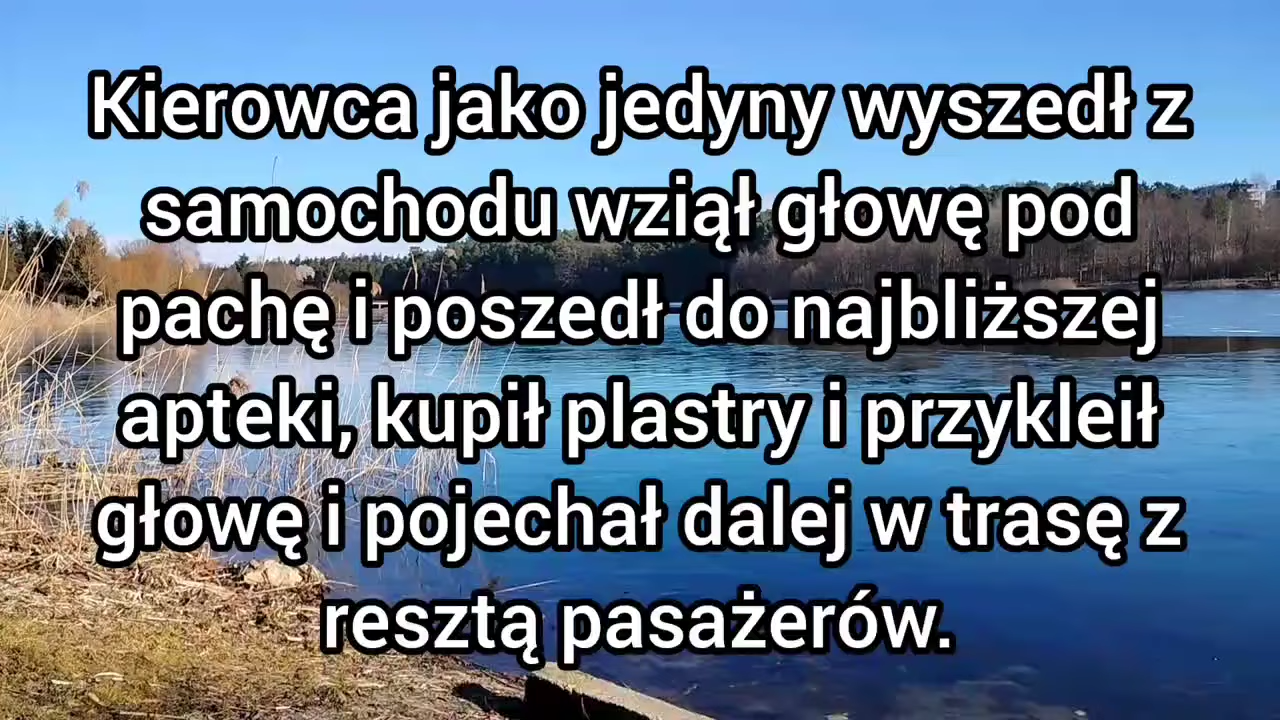 Kierowca jako jedyny wyszedł z
samochodu wziął głowę pod
pachę i poszedł do najbliższej
apteki, kupił plastry i przykleił
głowę i pojechał dalej w trasę z
resztą pasażerów.